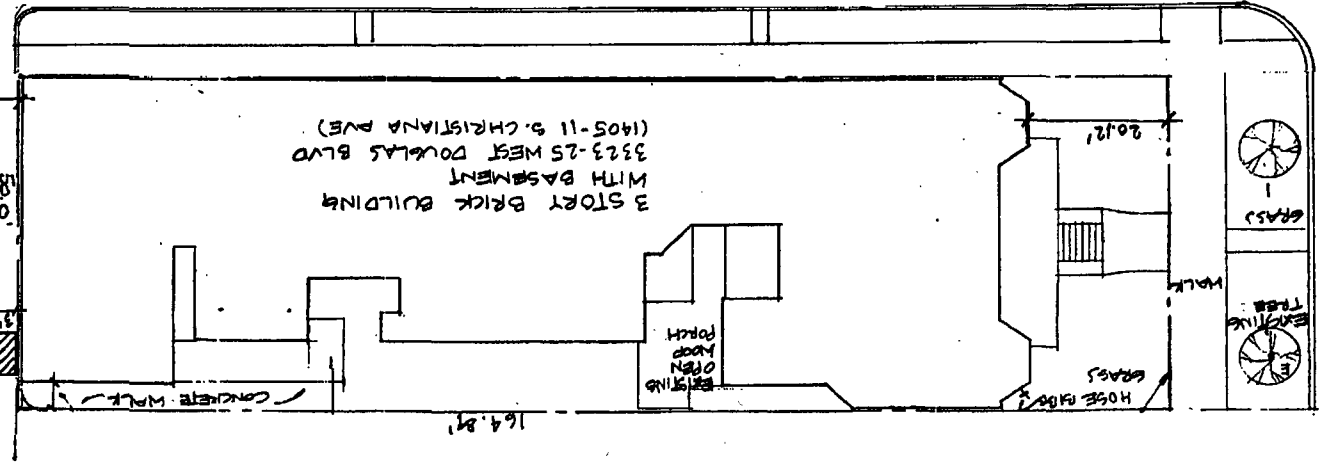 164.81'
CONCRETE WALK
EXISTING
OPEN
WOOD
PORCH
HOSE BIBB
GRASS
EXISTING
TREE
WALK
3 STORY BRICK BUILDING
WITH BASEMENT
3323-25 WEST DOUGLAS BLVD
(1405-11 S. CHRISTIANA AVE)
GRASS
20.12'